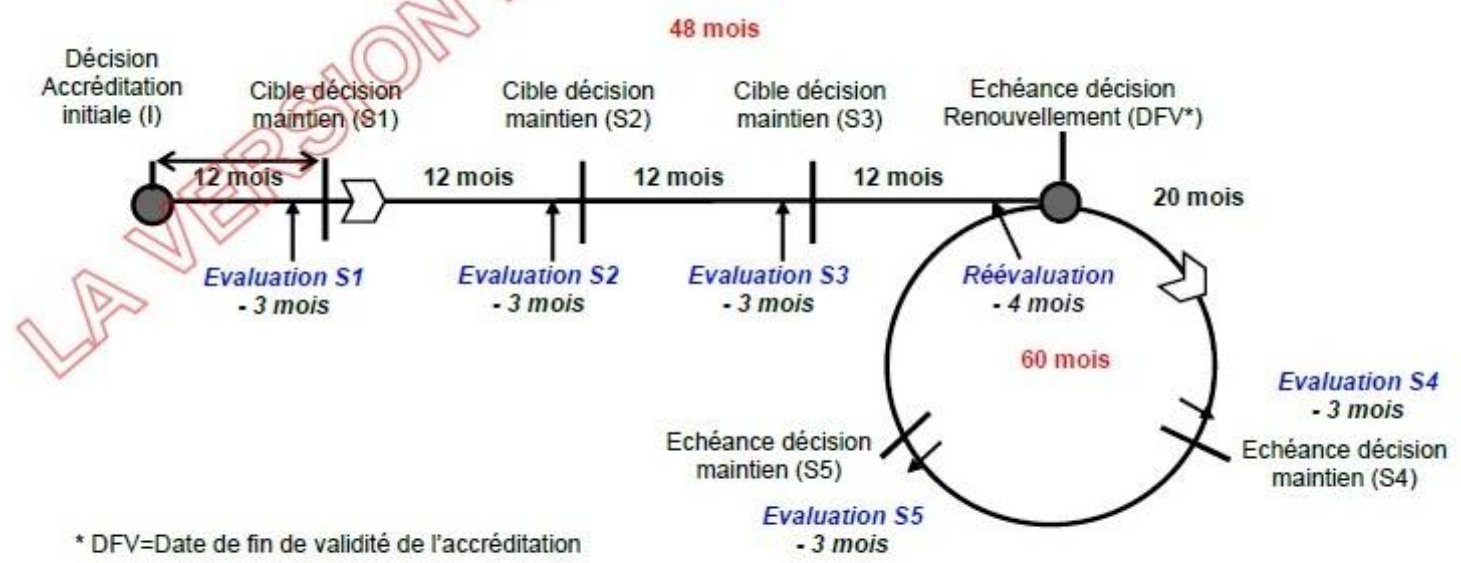 48 mois
Décision
Accréditation
initiale (I)
Cible décision
maintien (S1)
Cible décision
maintien (S2)
Cible décision
maintien (S3)
Echéance décision
Renouvellement (DFV*)
12 mois
12 mois
12 mois
12 mois
20 mois
Evaluation S1
- 3 mois
Evaluation S2
- 3 mois
Evaluation S3
- 3 mois
Réévaluation
- 4 mois
60 mois
Evaluation S4
- 3 mois
Echéance décision
maintien (S5)
Echéance décision
maintien (S4)
Evaluation S5
- 3 mois
* DFV=Date de fin de validité de l'accréditation
LA VERSION